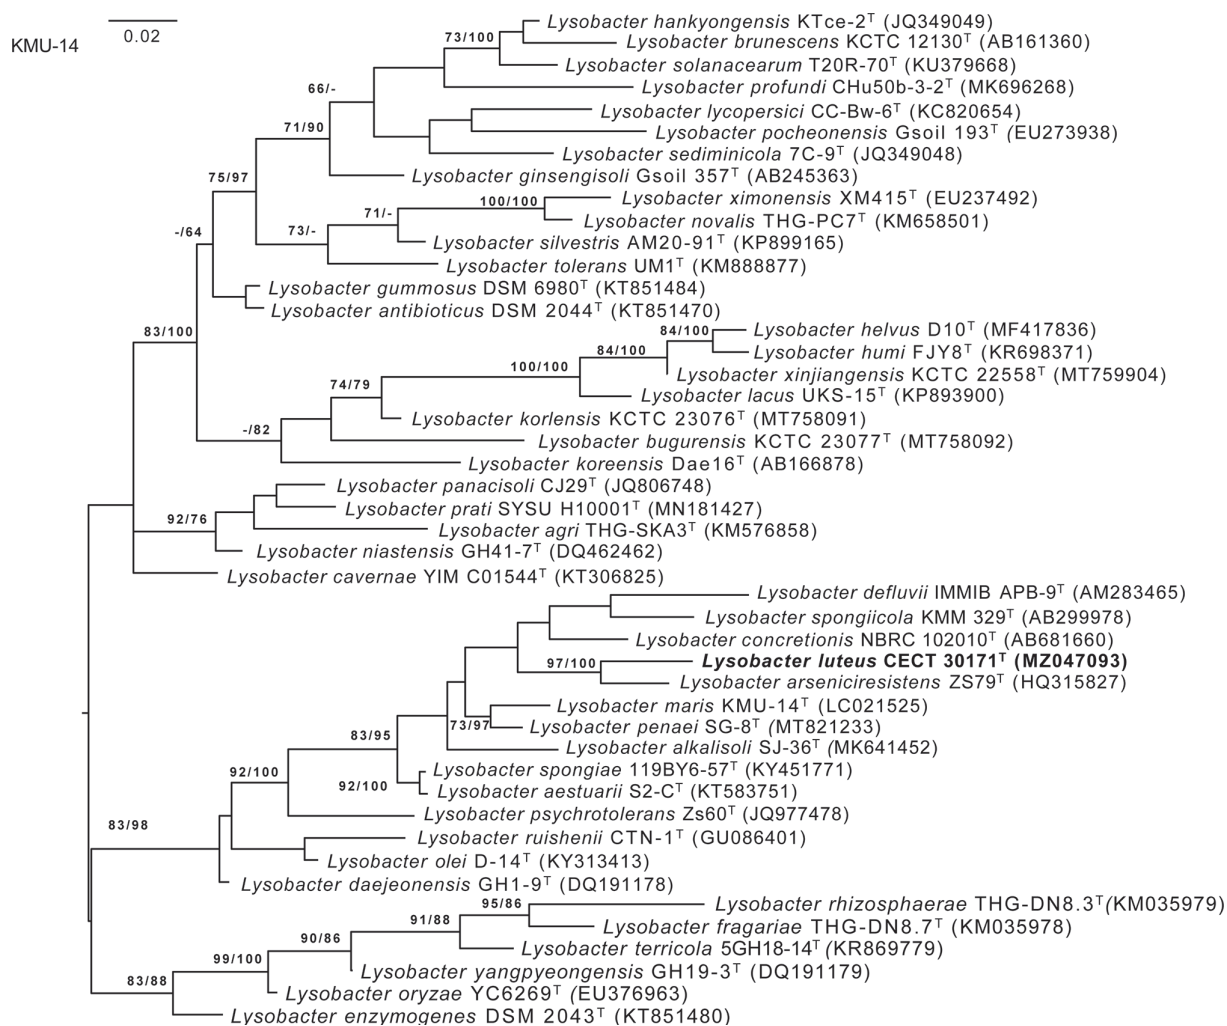 KMU-14
0.02
Lysobacter hankyongensis KTce-2ᵀ (JQ349049)
73/100
Lysobacter brunescens KCTC 12130ᵀ (AB161360)
Lysobacter solanacearum T20R-70ᵀ (KU379668)
Lysobacter profundi CHu50b-3-2ᵀ (MK696268)
66/-
Lysobacter lycopersici CC-Bw-6ᵀ (KC820654)
71/90
Lysobacter pocheonensis Gsoil 193ᵀ (EU273938)
Lysobacter sediminicola 7C-9ᵀ (JQ349048)
75/97
Lysobacter ginsengisoli Gsoil 357ᵀ (AB245363)
100/100
Lysobacter ximonensis XM415ᵀ (EU237492)
71/-
Lysobacter novalis THG-PC7ᵀ (KM658501)
-/64
73/-
Lysobacter silvestris AM20-91ᵀ (KP899165)
Lysobacter tolerans UM1ᵀ (KM888877)
Lysobacter gummosus DSM 6980ᵀ (KT851484)
Lysobacter antibioticus DSM 2044ᵀ (KT851470)
83/100
84/100
Lysobacter helvus D10ᵀ (MF417836)
84/100
Lysobacter humi FJY8ᵀ (KR698371)
100/100
Lysobacter xinjiangensis KCTC 22558ᵀ (MT759904)
74/79
Lysobacter lacus UKS-15ᵀ (KP893900)
Lysobacter korlensis KCTC 23076ᵀ (MT758091)
-/82
Lysobacter bugurensis KCTC 23077ᵀ (MT758092)
Lysobacter koreensis Dae16ᵀ (AB166878)
Lysobacter panacisoli CJ29ᵀ (JQ806748)
Lysobacter prati SYSU H10001ᵀ (MN181427)
92/76
Lysobacter agri THG-SKA3ᵀ (KM576858)
Lysobacter niastensis GH41-7ᵀ (DQ462462)
Lysobacter cavernae YIM C01544ᵀ (KT306825)
Lysobacter defluvii IMMIB APB-9ᵀ (AM283465)
Lysobacter spongiicola KMM 329ᵀ (AB299978)
Lysobacter concretionis NBRC 102010ᵀ (AB681660)
97/100
Lysobacter luteus CECT 30171ᵀ (MZ047093)
Lysobacter arseniciresistens ZS79ᵀ (HQ315827)
Lysobacter maris KMU-14ᵀ (LC021525)
73/97
Lysobacter penaei SG-8ᵀ (MT821233)
83/95
Lysobacter alkalisoli SJ-36ᵀ (MK641452)
92/100
Lysobacter spongiae 119BY6-57ᵀ (KY451771)
92/100
Lysobacter aestuarii S2-Cᵀ (KT583751)
Lysobacter psychrotolerans Zs60ᵀ (JQ977478)
83/98
Lysobacter ruishenii CTN-1ᵀ (GU086401)
Lysobacter olei D-14ᵀ (KY313413)
Lysobacter daejeonensis GH1-9ᵀ (DQ191178)
95/86
Lysobacter rhizosphaerae THG-DN8.3ᵀ(KM035979)
91/88
Lysobacter fragariae THG-DN8.7ᵀ (KM035978)
90/86
Lysobacter terricola 5GH18-14ᵀ (KR869779)
99/100
Lysobacter yangpyeongensis GH19-3ᵀ (DQ191179)
83/88
Lysobacter oryzae YC6269ᵀ (EU376963)
Lysobacter enzymogenes DSM 2043ᵀ (KT851480)